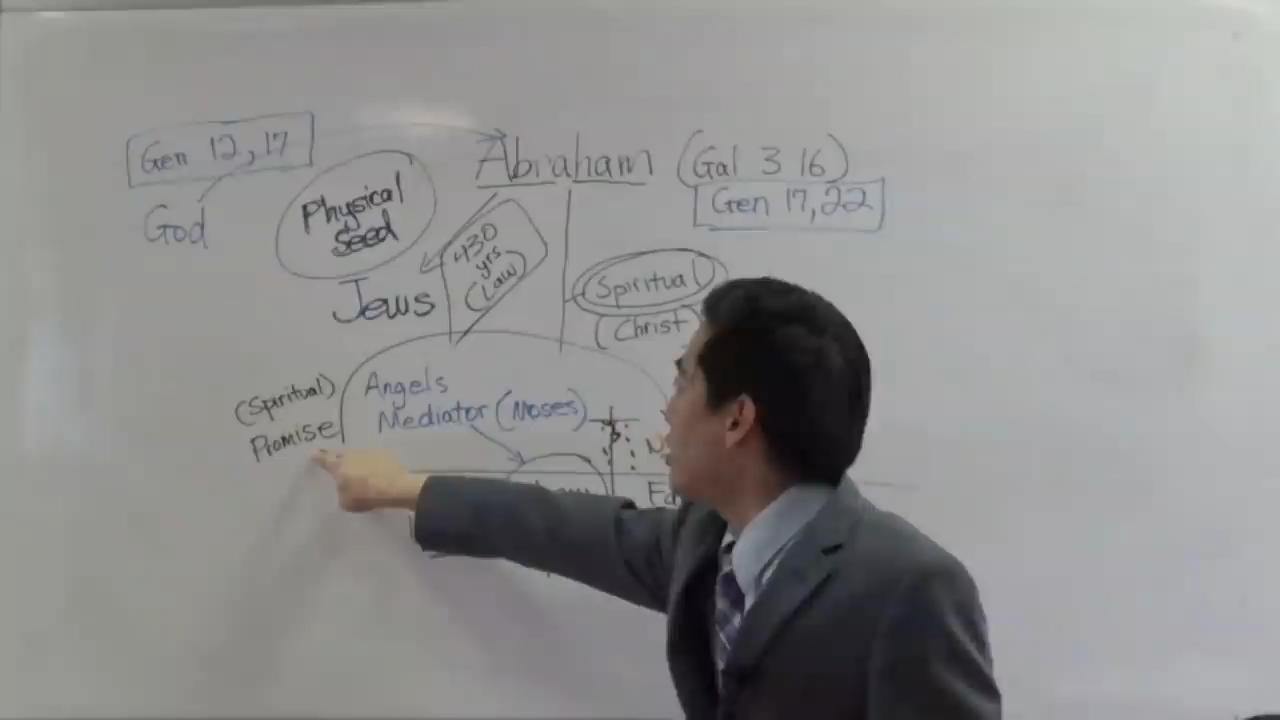 Gen 12, 17
Abraham (Gal 3 16)
Gen 17, 22
God
Physical
Seed
430
yrs
(Law)
Jews
Spiritual
(Christ
(Spiritual)
Promise
Angels
Mediator (Moses)